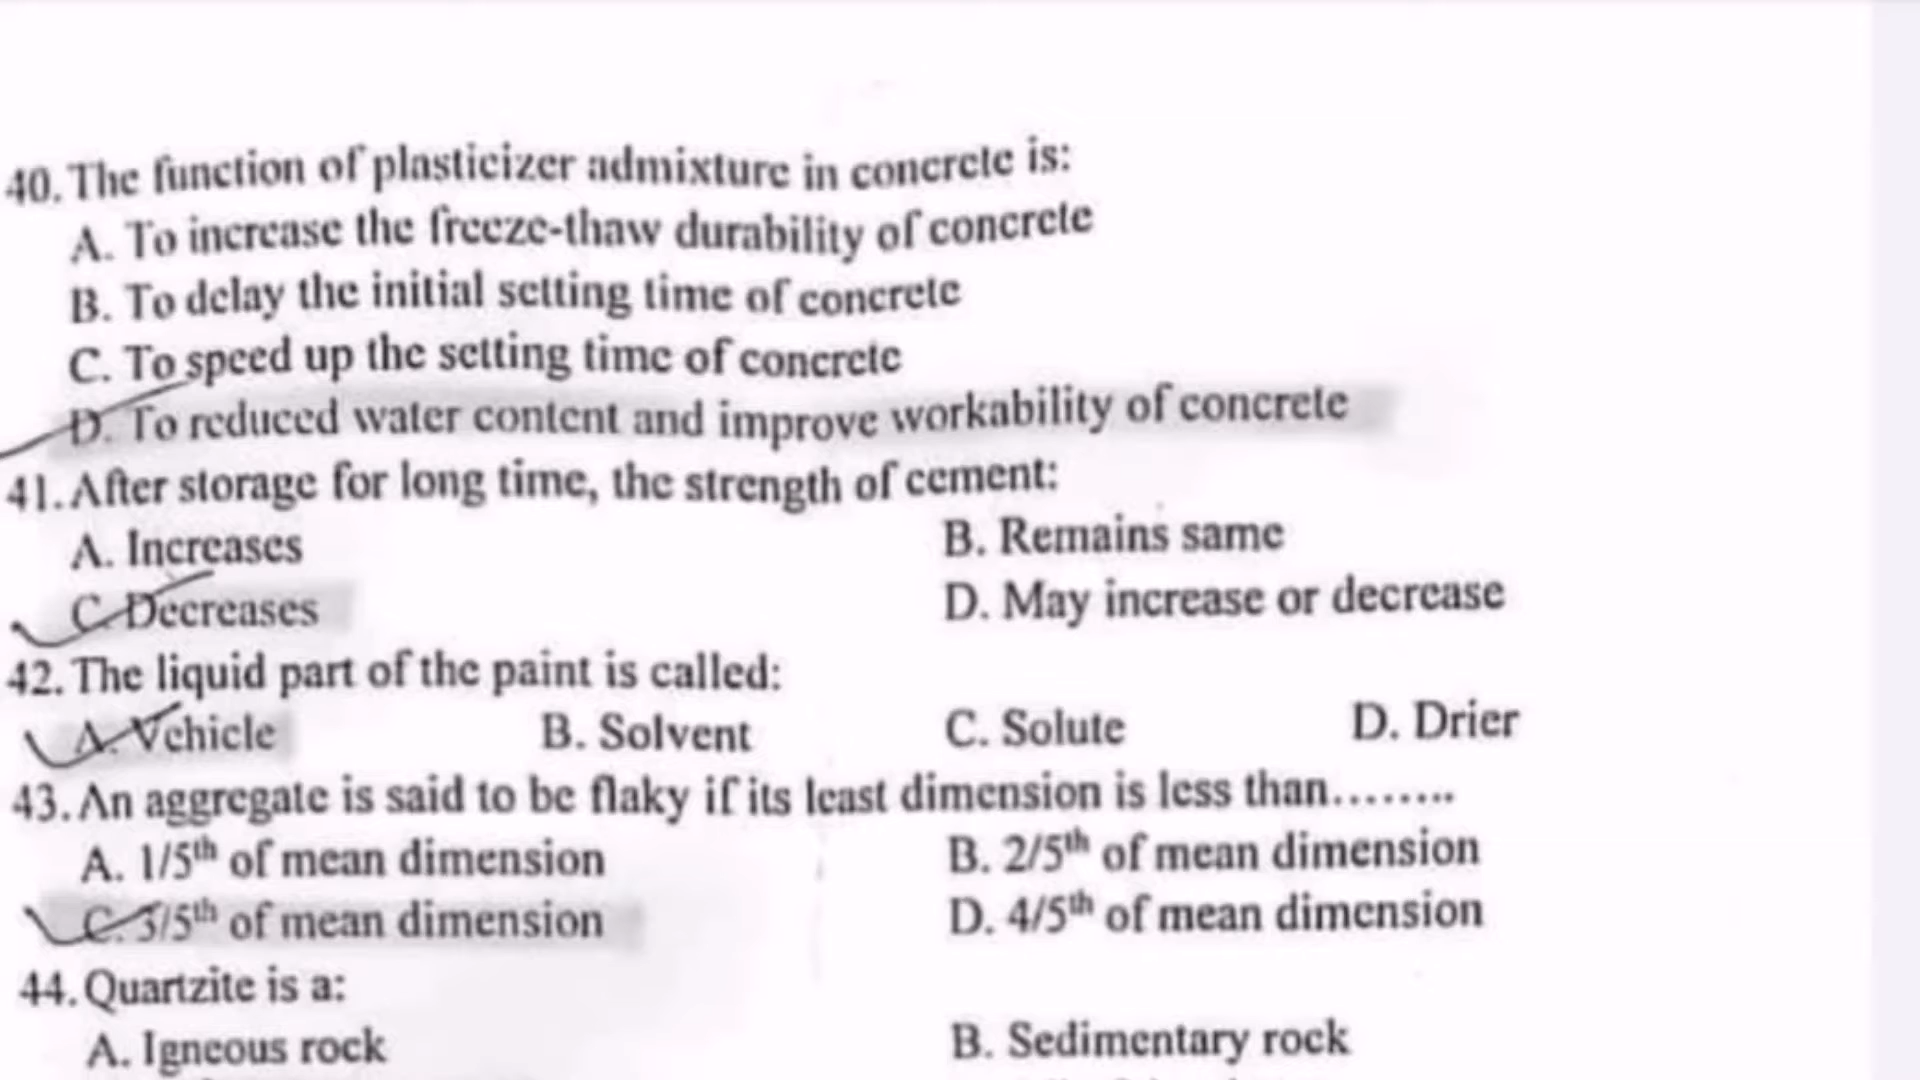 40. The function of plasticizer admixture in concrete is:
A. To increase the freeze-thaw durability of concrete
B. To delay the initial setting time of concrete
C. To speed up the setting time of concrete
D. To reduced water content and improve workability of concrete
41. After storage for long time, the strength of cement:
A. Increases B. Remains same
C. Decreases D. May increase or decrease
42. The liquid part of the paint is called:
A. Vehicle B. Solvent C. Solute D. Drier
43. An aggregate is said to be flaky if its least dimension is less than........
A. 1/5th of mean dimension B. 2/5th of mean dimension
C. 3/5th of mean dimension D. 4/5th of mean dimension
44. Quartzite is a:
A. Igneous rock B. Sedimentary rock